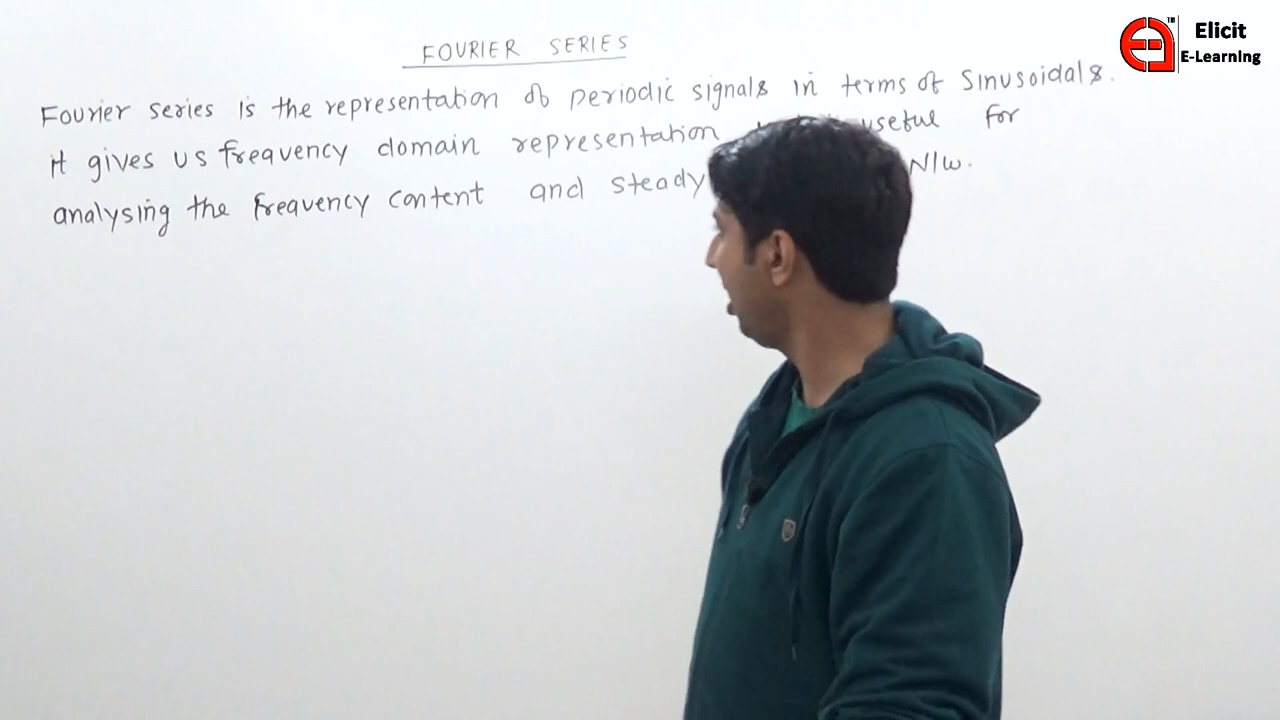 FOURIER SERIES
Fourier series is the representation of periodic signals in terms of Sinusoidals.
It gives us frequency domain representation useful for
analysing the frequency content and steady N/w.
TM
Elicit
E-Learning